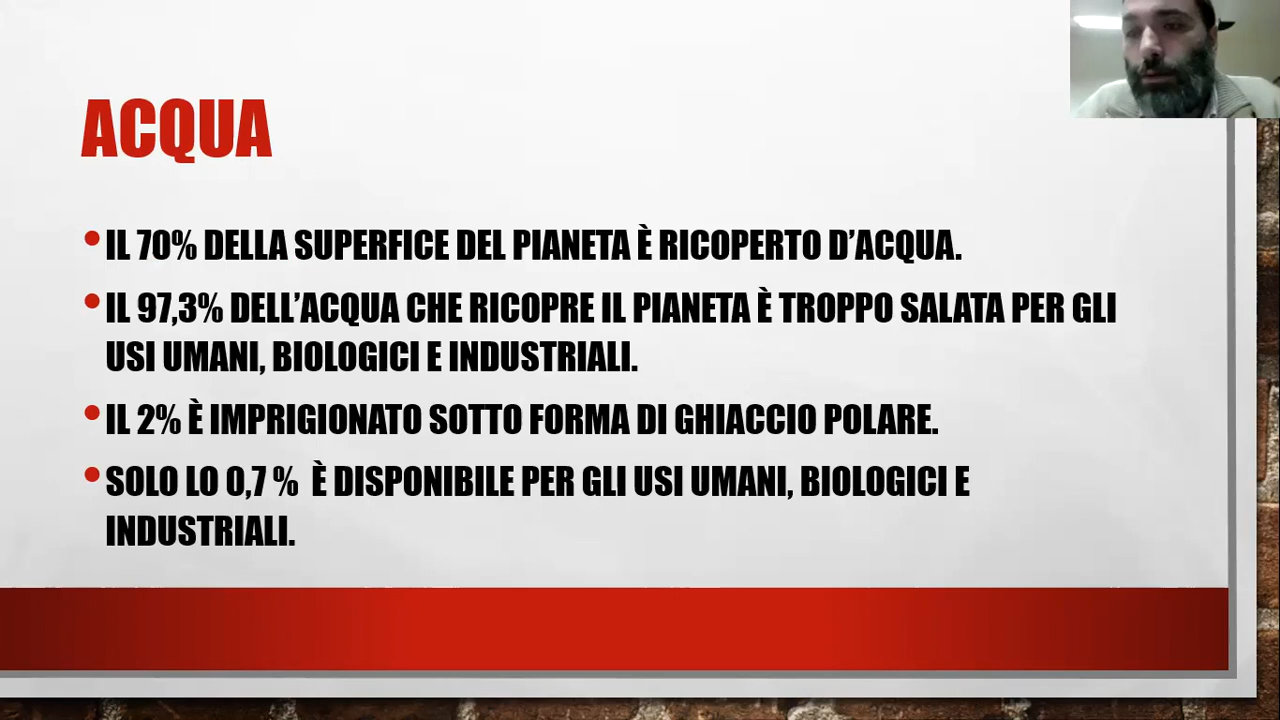 ACQUA
•IL 70% DELLA SUPERFICE DEL PIANETA È RICOPERTO D’ACQUA.
•IL 97,3% DELL’ACQUA CHE RICOPRE IL PIANETA È TROPPO SALATA PER GLI
USI UMANI, BIOLOGICI E INDUSTRIALI.
•IL 2% È IMPRIGIONATO SOTTO FORMA DI GHIACCIO POLARE.
•SOLO LO 0,7 % È DISPONIBILE PER GLI USI UMANI, BIOLOGICI E
INDUSTRIALI.